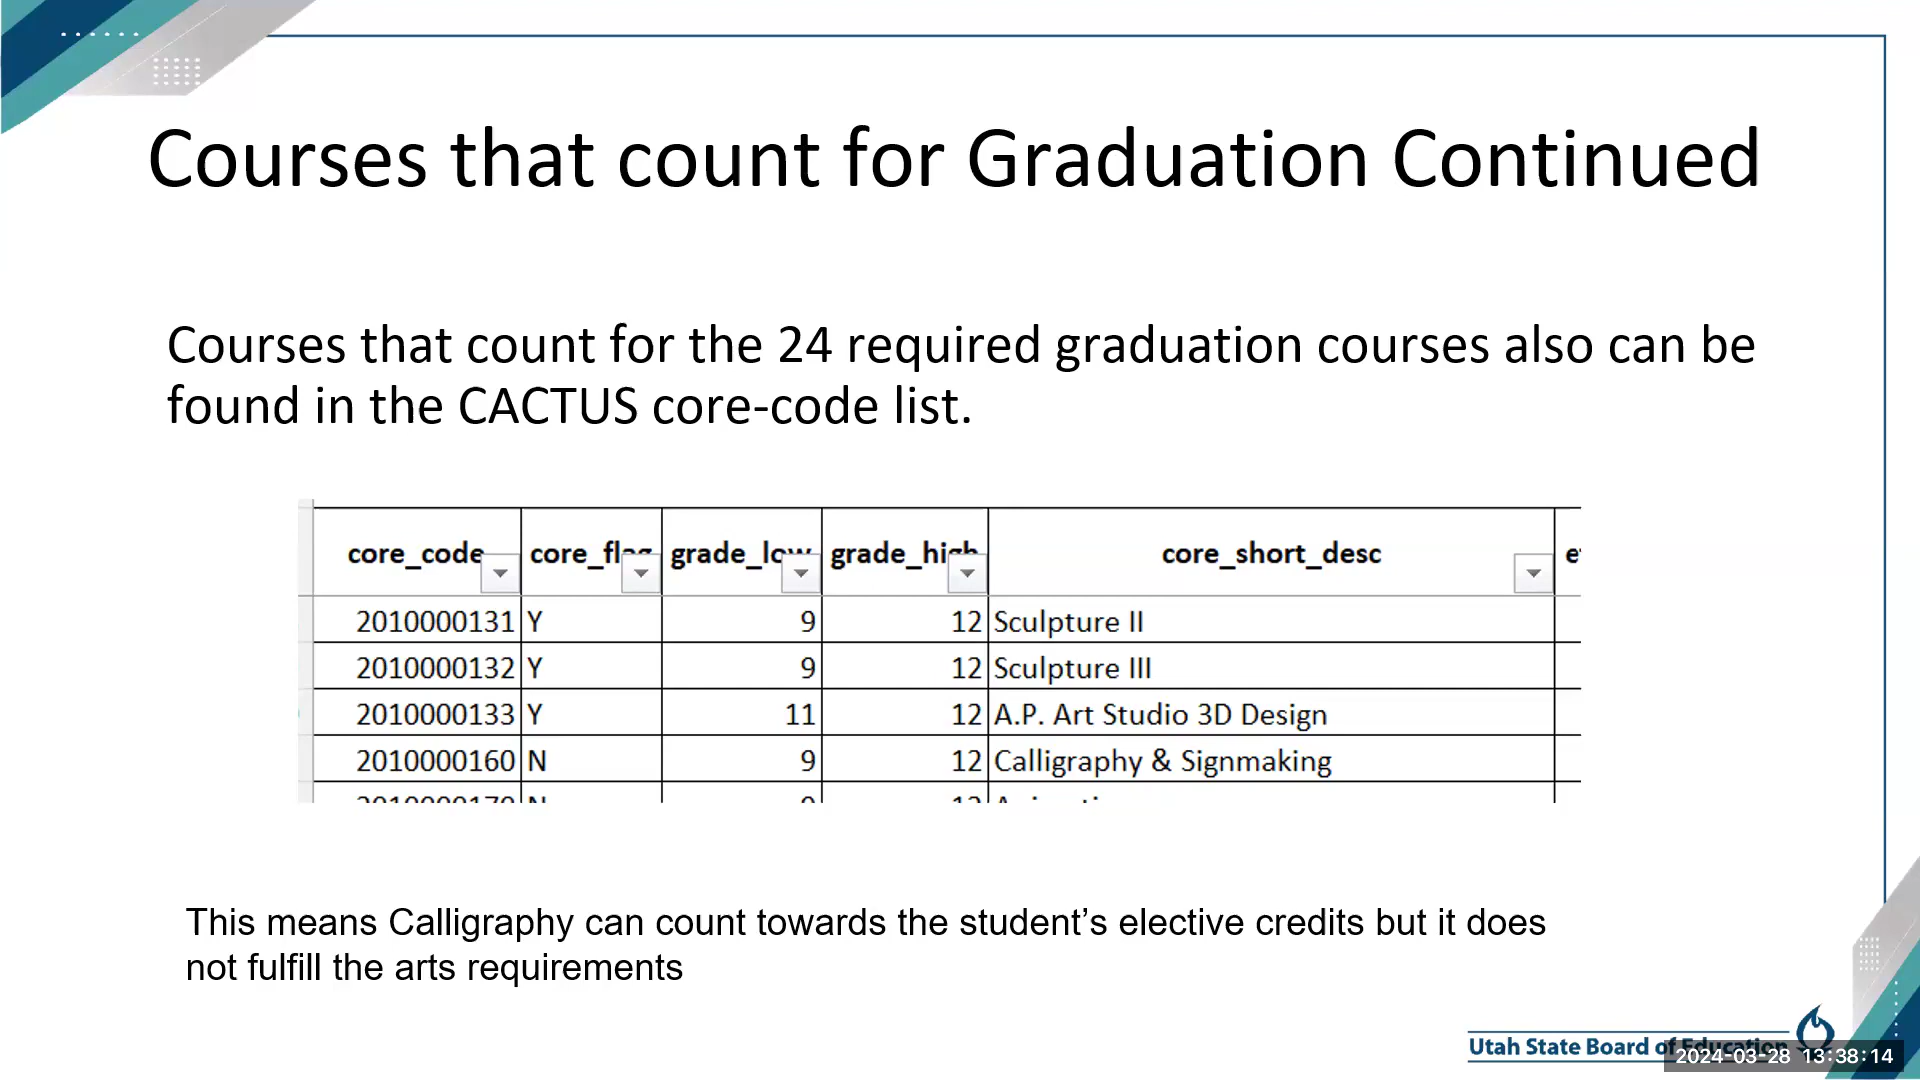 Courses that count for Graduation Continued
Courses that count for the 24 required graduation courses also can be
found in the CACTUS core-code list.
core_code core_flag grade_low grade_high core_short_desc
2010000131 Y 9 12 Sculpture II
2010000132 Y 9 12 Sculpture III
2010000133 Y 11 12 A.P. Art Studio 3D Design
2010000160 N 9 12 Calligraphy & Signmaking
This means Calligraphy can count towards the student’s elective credits but it does
not fulfill the arts requirements
Utah State Board of Education
2024-03-28 13:38:14